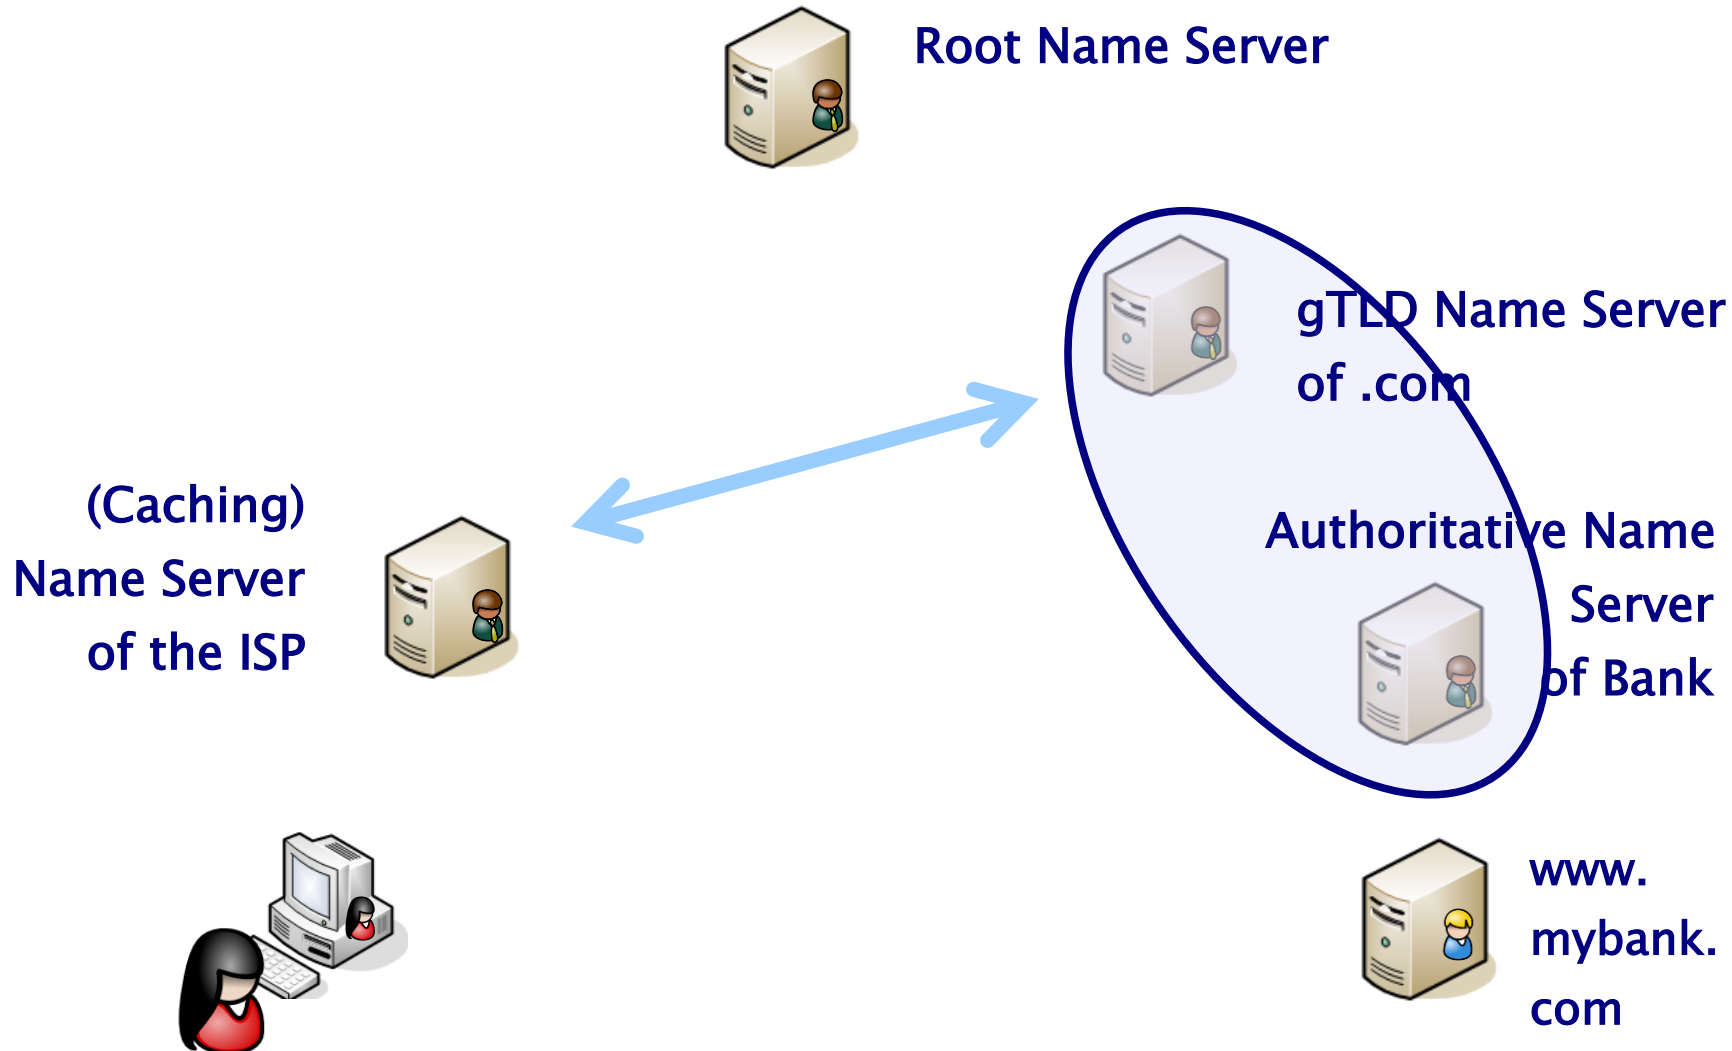 Root Name Server
gTLD Name Server
of .com
(Caching)
Name Server
of the ISP
Authoritative Name
Server
of Bank
www.
mybank.
com